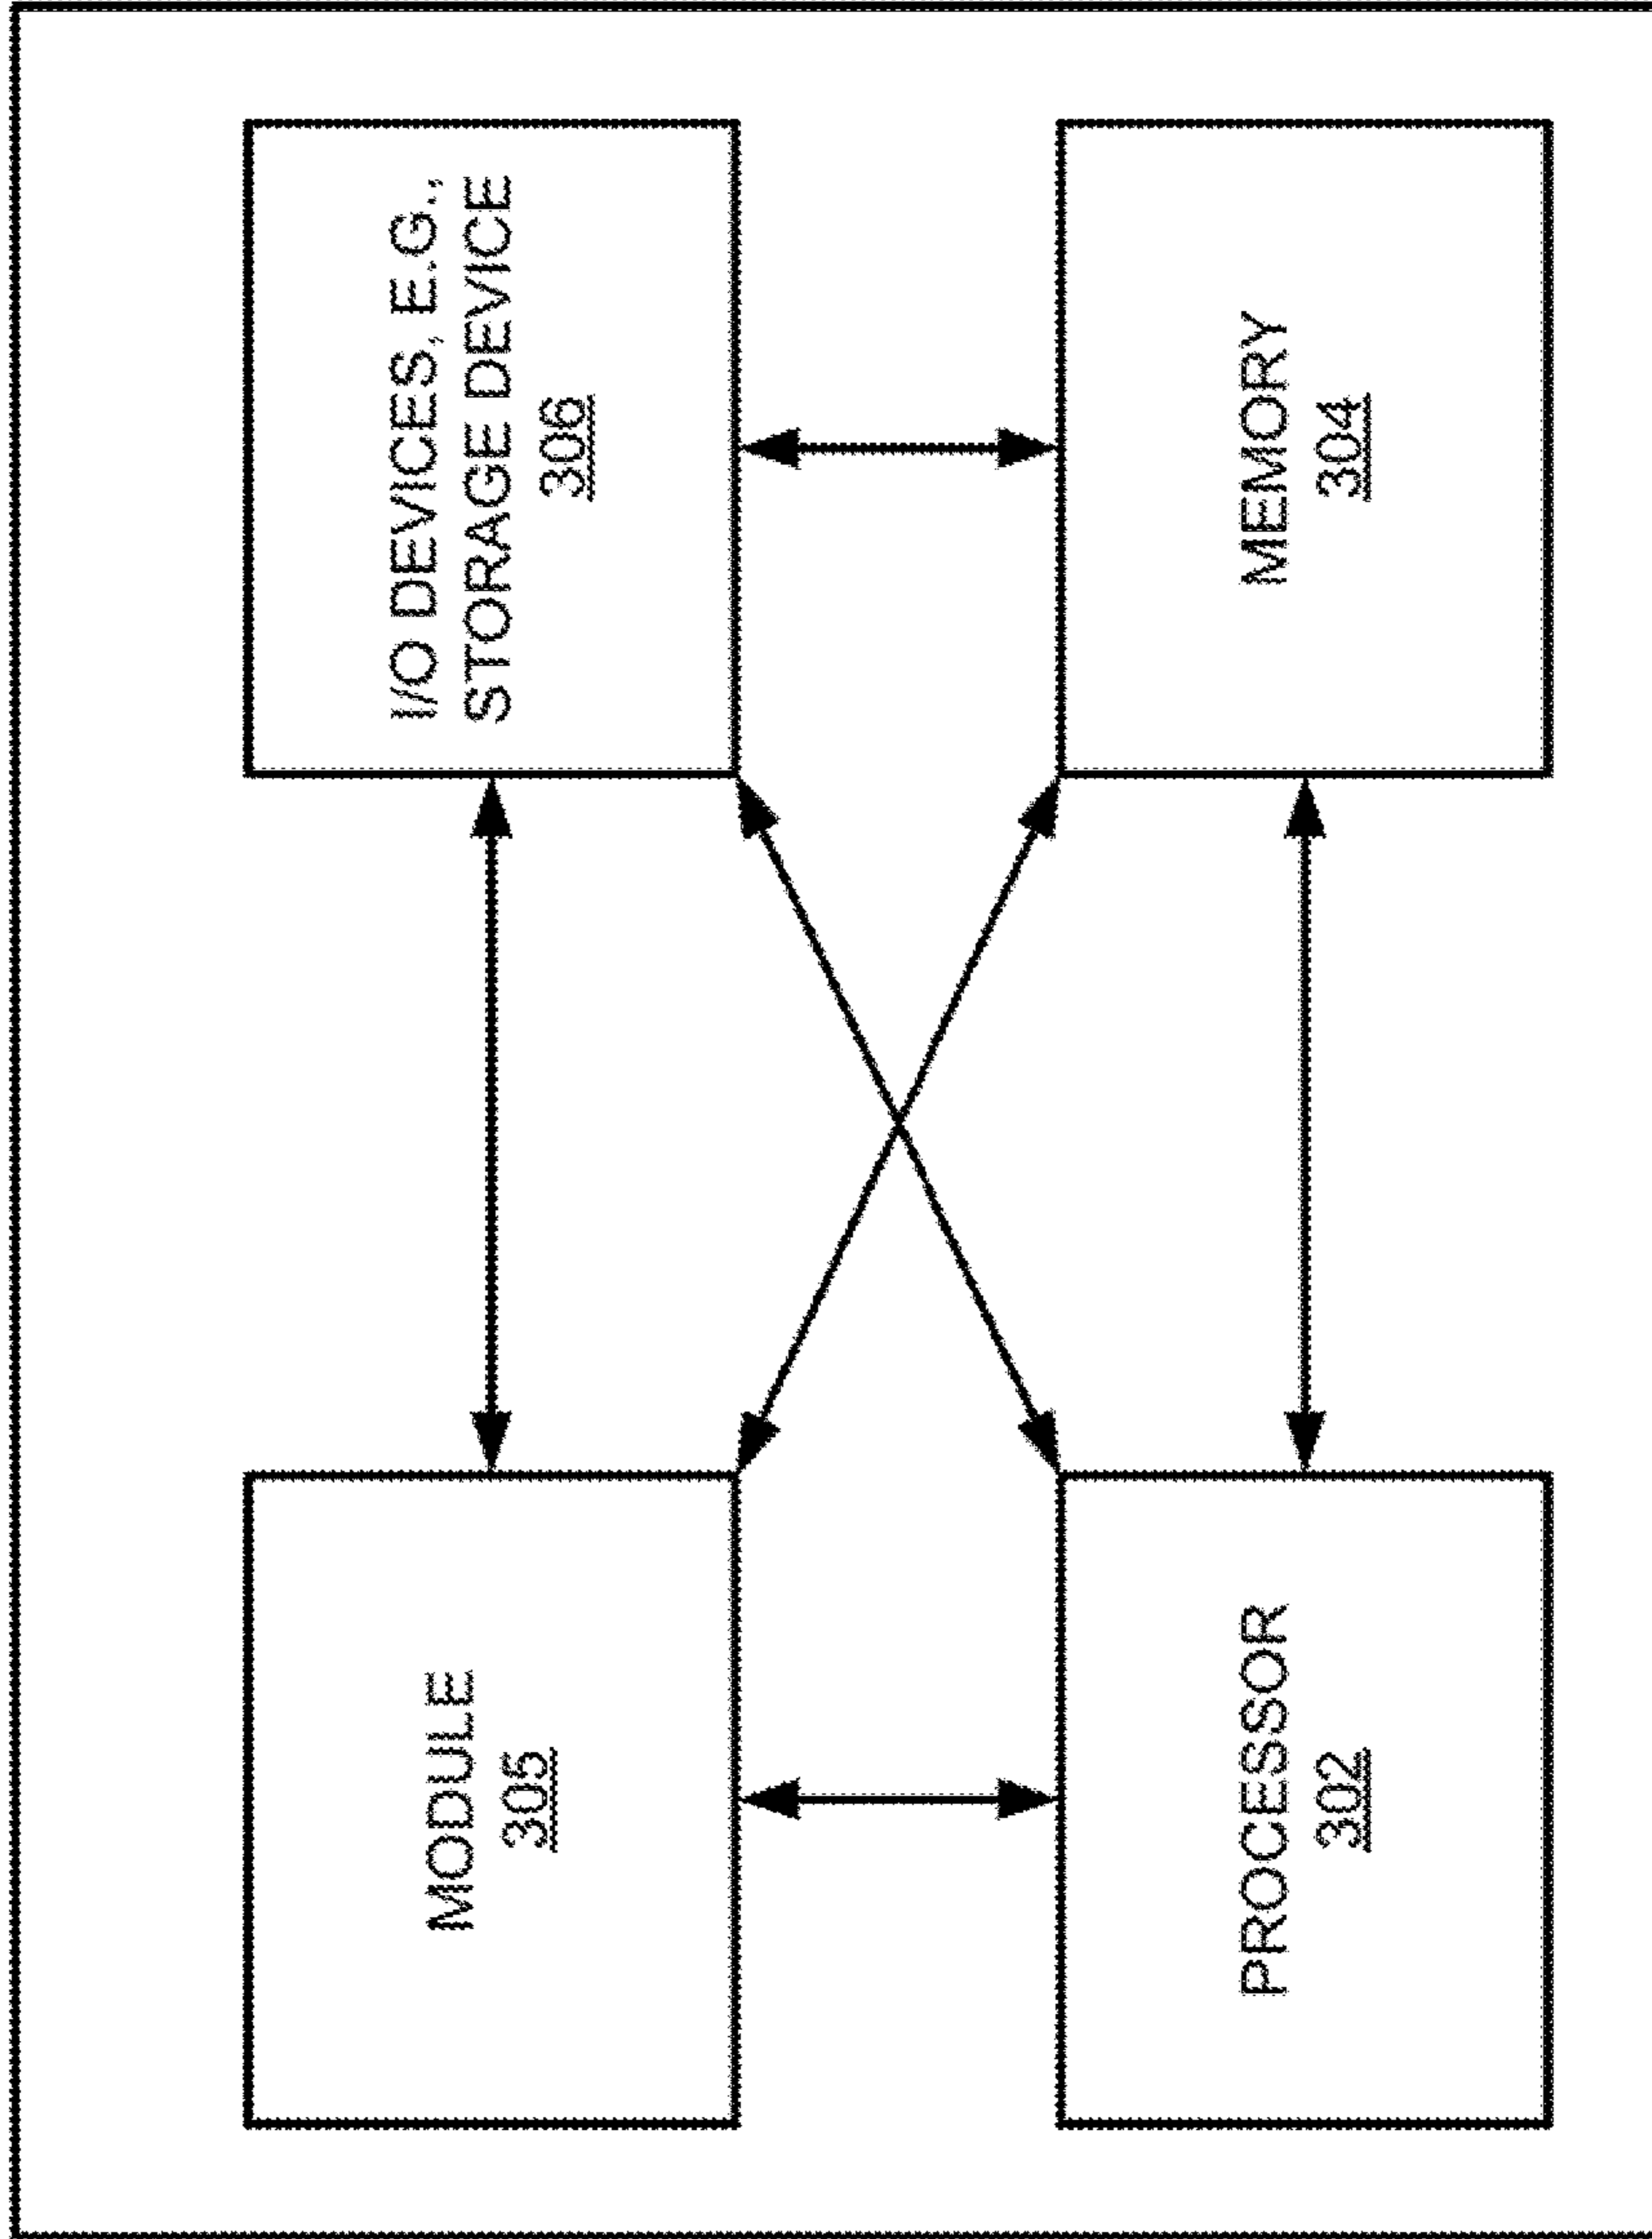 MODULE
305
I/O DEVICES, E.G.,
STORAGE DEVICE
306
PROCESSOR
302
MEMORY
304